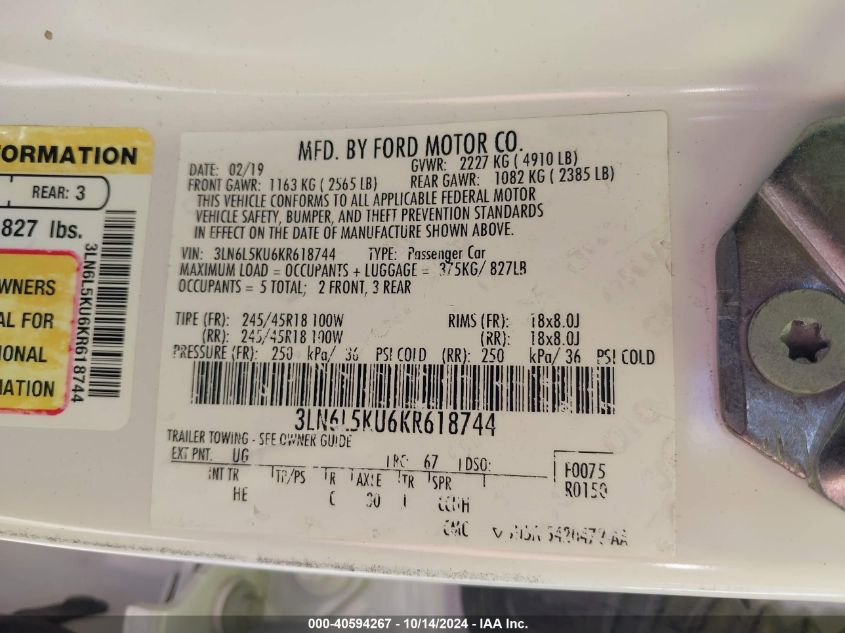 FORMATION
REAR: 3
827 lbs.
3LN6L5KU6KR618744
WNERS
AL FOR
IONAL
MATION
MFD. BY FORD MOTOR CO.
DATE: 02/19 GVWR: 2227 KG ( 4910 LB)
FRONT GAWR: 1163 KG ( 2565 LB) REAR GAWR: 1082 KG ( 2385 LB)
THIS VEHICLE CONFORMS TO ALL APPLICABLE FEDERAL MOTOR
VEHICLE SAFETY, BUMPER, AND THEFT PREVENTION STANDARDS
IN EFFECT ON THE DATE OF MANUFACTURE SHOWN ABOVE.
VIN: 3LN6L5KU6KR618744 TYPE: Passenger Car
MAXIMUM LOAD = OCCUPANTS + LUGGAGE = 375KG/ 827LB
OCCUPANTS = 5 TOTAL; 2 FRONT, 3 REAR
TIRE (FR): 245/45R18 100W RIMS (FR): 18x8.0J
(RR): 245/45R18 100W (RR): 18x8.0J
PRESSURE (FR): 250 kPa/ 36 PSI COLD (RR): 250 kPa/ 36 PSI COLD
3LN6L5KU6KR618744
TRAILER TOWING - SEE OWNER GUIDE
EXT PNT: UG RC: 67 DSO: F0075
INT TR TP/PS R AXLE TR SPR R0150
HE C
CMC
000-40594267 - 10/14/2024 - IAA Inc.